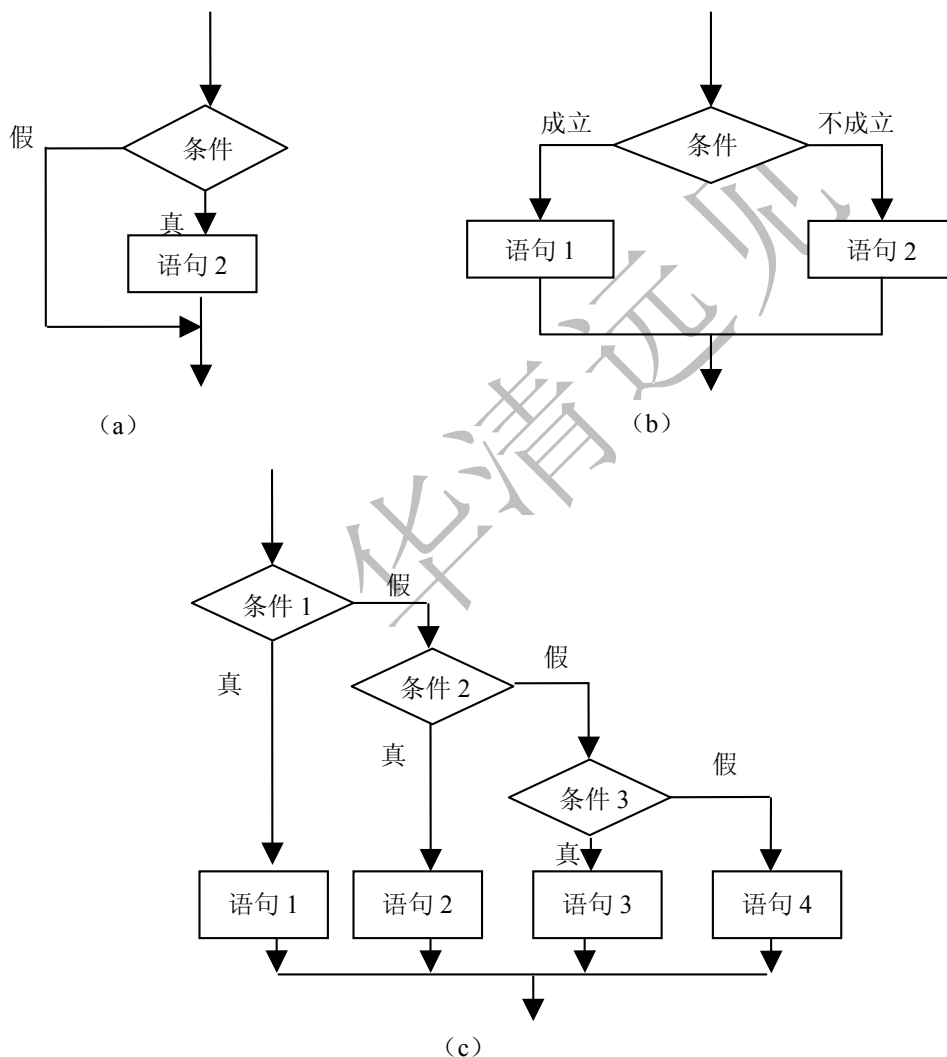 条件
假
真
语句 2
（a）
条件
成立
不成立
语句 1
语句 2
（b）
条件 1
假
真
条件 2
假
真
条件 3
假
真
语句 1
语句 2
语句 3
语句 4
（c）
华清远见